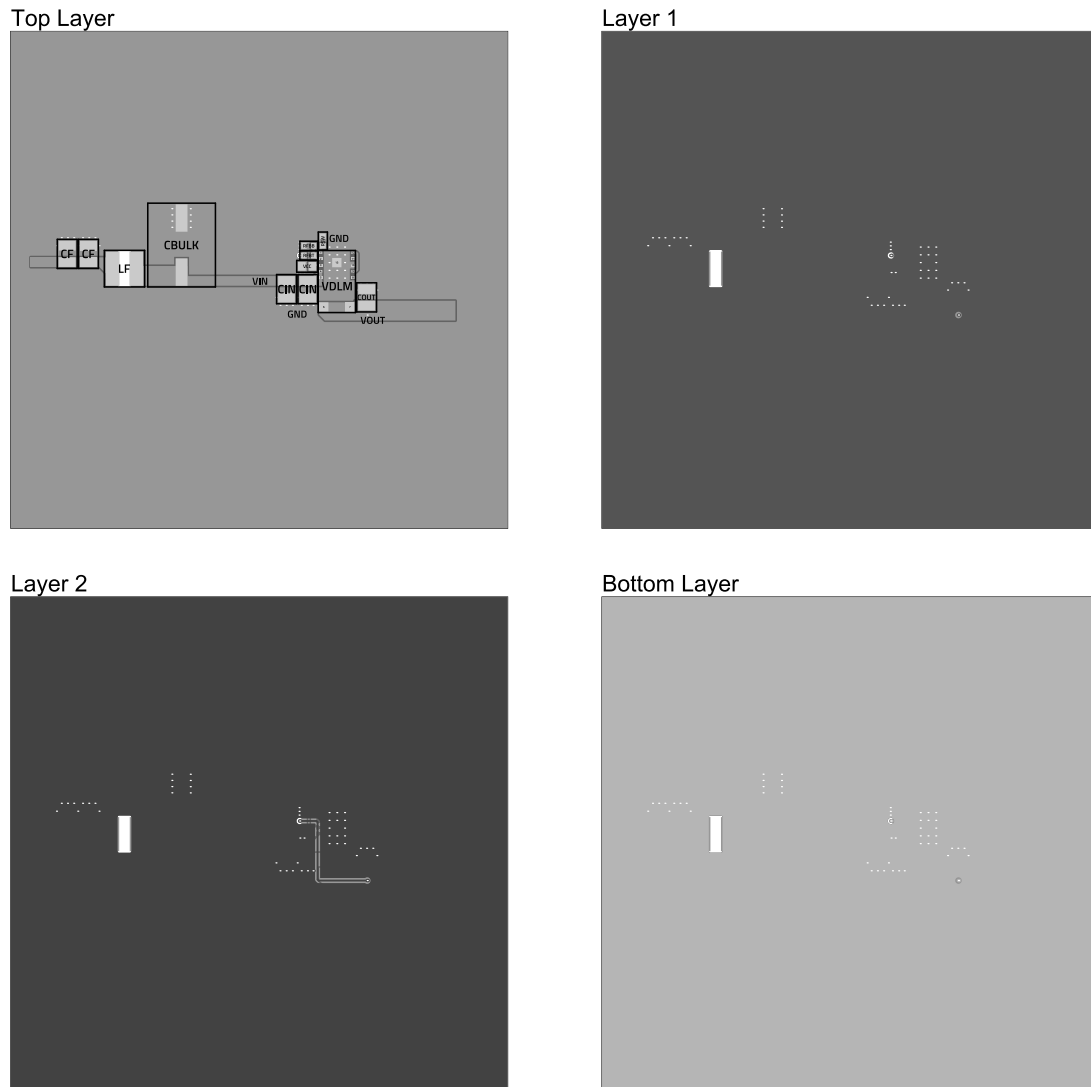 Top Layer
Layer 1
GND
CBULK
CF CF
LF
VCC
VIN
CIN CIN
VDLM
COUT
GND
VOUT
Layer 2
Bottom Layer